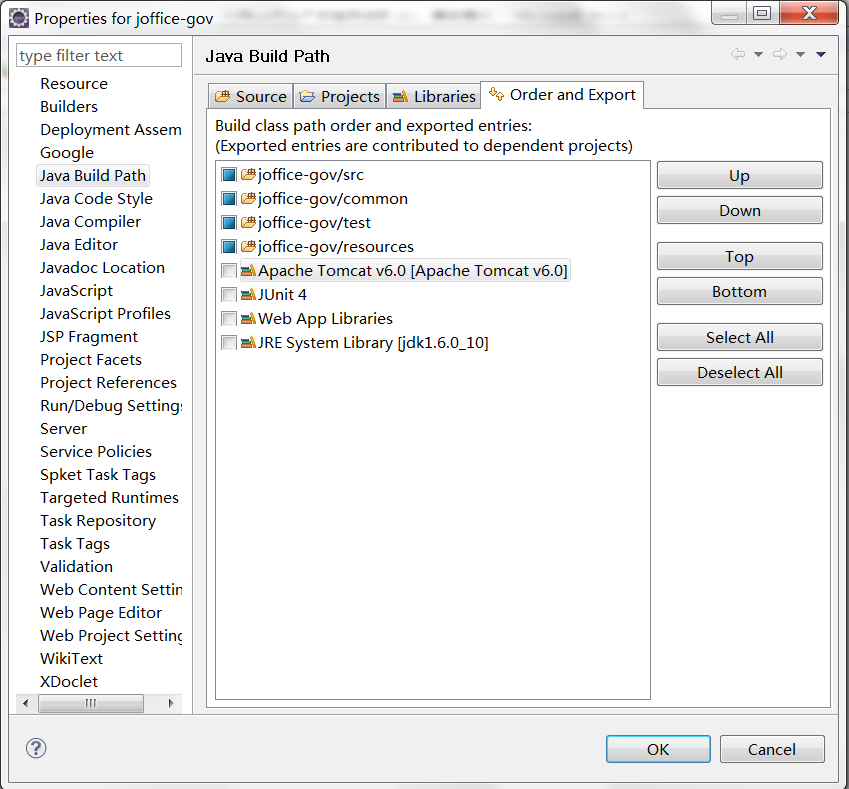 Properties for joffice-gov
type filter text
Resource
Builders
Deployment Assem
Google
Java Build Path
Java Code Style
Java Compiler
Java Editor
Javadoc Location
JavaScript
JavaScript Profiles
JSP Fragment
Project Facets
Project References
Run/Debug Settings
Server
Service Policies
Spket Task Tags
Targeted Runtimes
Task Repository
Task Tags
Validation
Web Content Settin
Web Page Editor
Web Project Setting
WikiText
XDoclet
Java Build Path
Source Projects Libraries Order and Export
Build class path order and exported entries:
(Exported entries are contributed to dependent projects)
joffice-gov/src
joffice-gov/common
joffice-gov/test
joffice-gov/resources
Apache Tomcat v6.0 [Apache Tomcat v6.0]
JUnit 4
Web App Libraries
JRE System Library [jdk1.6.0_10]
Up
Down
Top
Bottom
Select All
Deselect All
OK Cancel